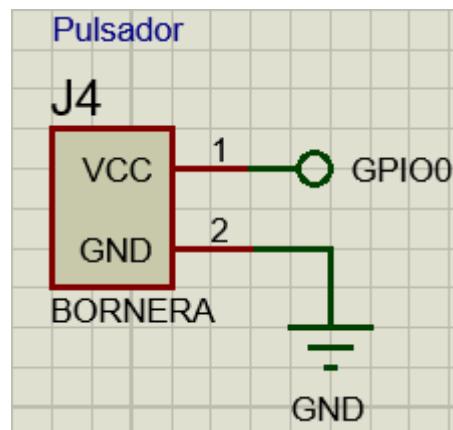 Pulsador
J4
VCC
1
GPIO0
GND
2
BORNERA
GND